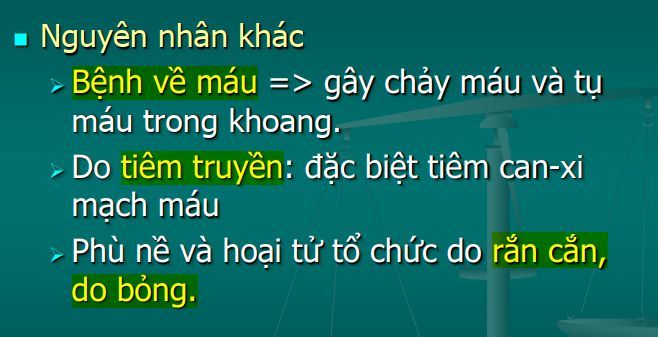 Nguyên nhân khác
Bệnh về máu => gây chảy máu và tụ
máu trong khoang.
Do tiêm truyền: đặc biệt tiêm can-xi
mạch máu
Phù nề và hoại tử tổ chức do rắn cắn,
do bỏng.